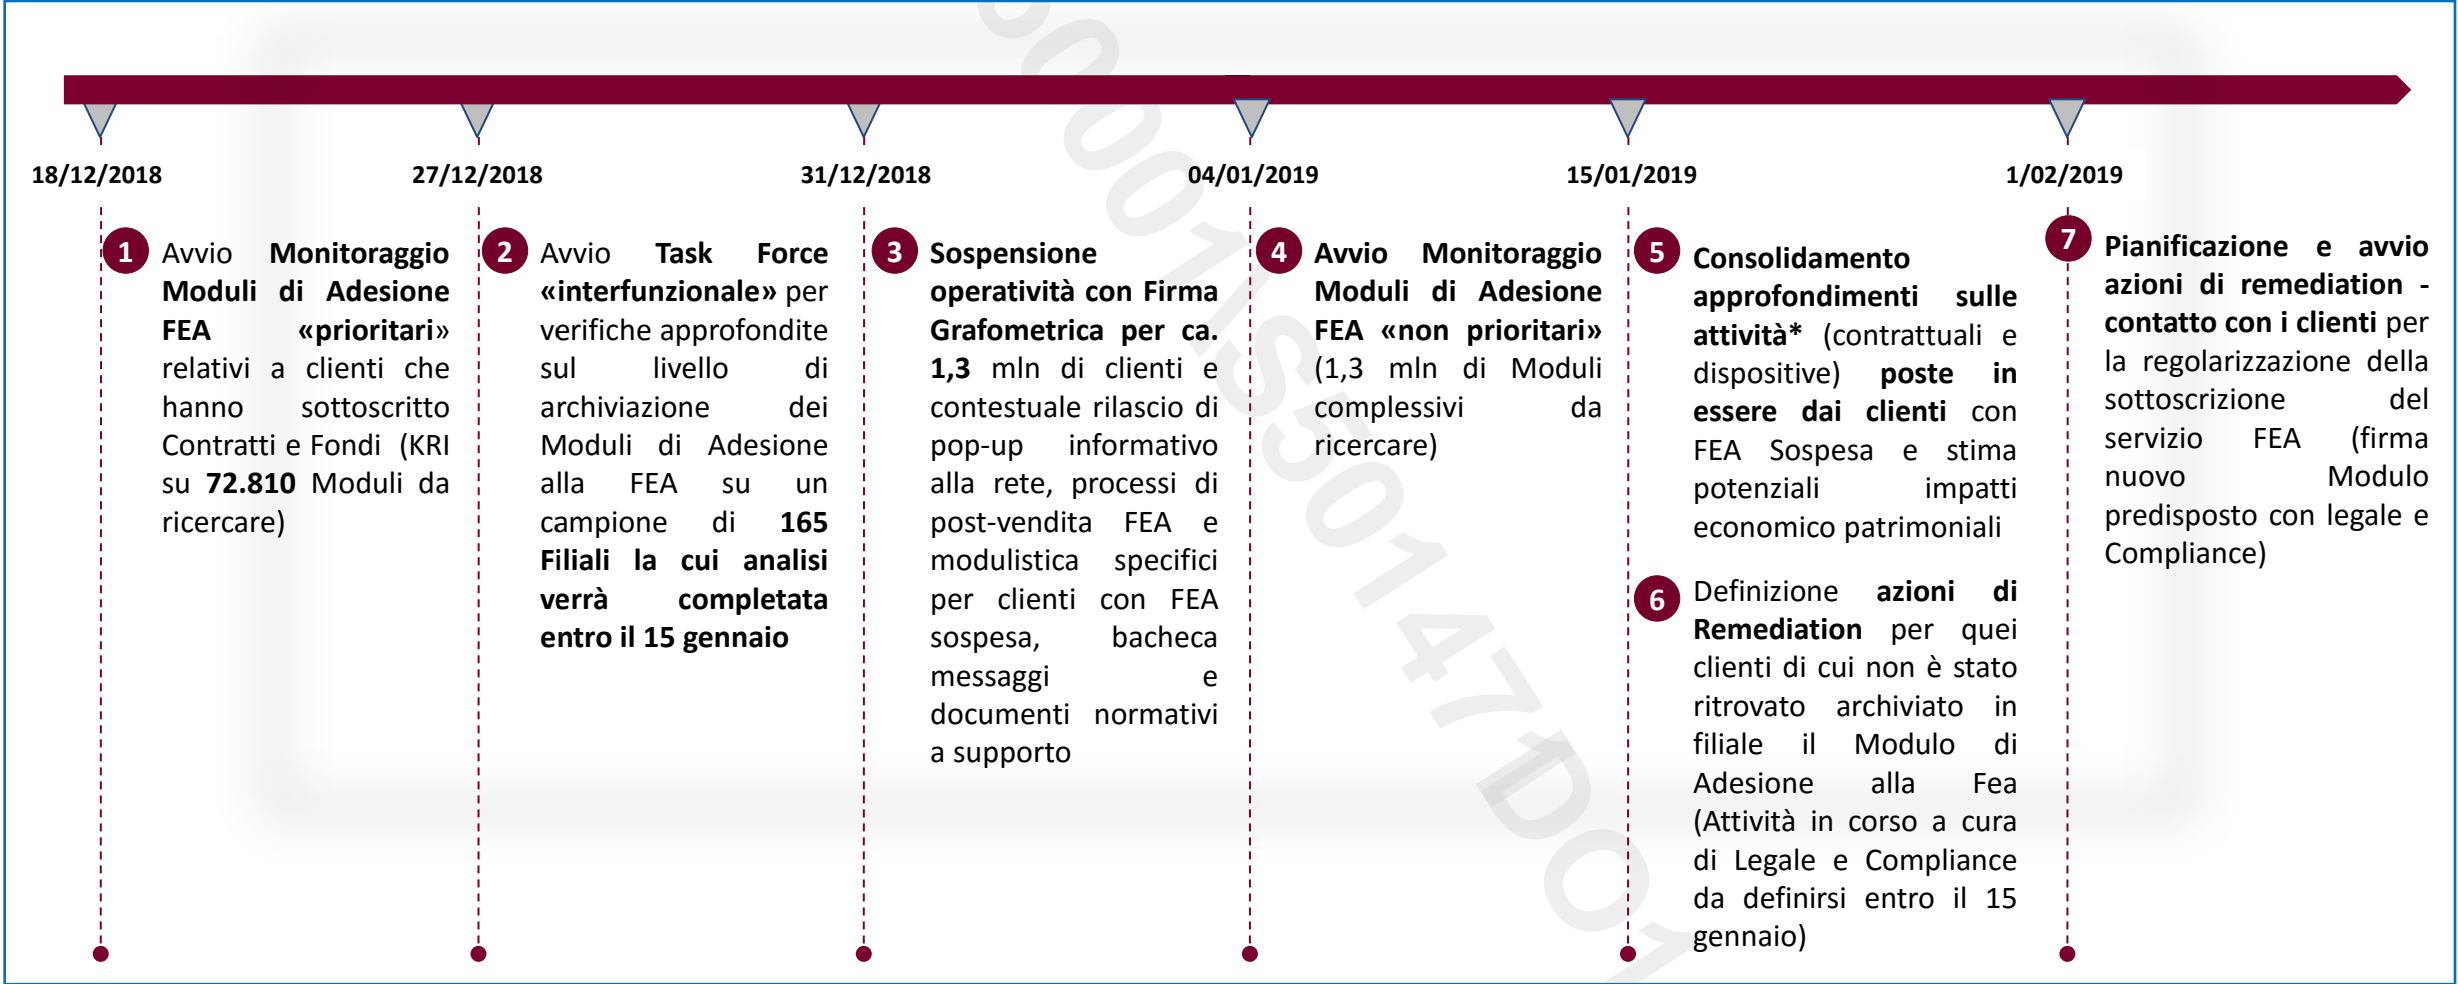 18/12/2018
27/12/2018
31/12/2018
04/01/2019
15/01/2019
1/02/2019
1
Avvio Monitoraggio
Moduli di Adesione
FEA «prioritari»
relativi a clienti che
hanno sottoscritto
Contratti e Fondi (KRI
su 72.810 Moduli da
ricercare)
2
Avvio Task Force
«interfunzionale» per
verifiche approfondite
sul livello di
archiviazione dei
Moduli di Adesione
alla FEA su un
campione di 165
Filiali la cui analisi
verrà completata
entro il 15 gennaio
3
Sospensione
operatività con Firma
Grafometrica per ca.
1,3 mln di clienti e
contestuale rilascio di
pop-up informativo
alla rete, processi di
post-vendita FEA e
modulistica specifici
per clienti con FEA
sospesa, bacheca
messaggi e
documenti normativi
a supporto
4
Avvio Monitoraggio
Moduli di Adesione
FEA «non prioritari»
(1,3 mln di Moduli
complessivi da
ricercare)
5
Consolidamento
approfondimenti sulle
attività* (contrattuali e
dispositive) poste in
essere dai clienti con
FEA Sospesa e stima
potenziali impatti
economico patrimoniali
6
Definizione azioni di
Remediation per quei
clienti di cui non è stato
ritrovato archiviato in
filiale il Modulo di
Adesione alla Fea
(Attività in corso a cura
di Legale e Compliance
da definirsi entro il 15
gennaio)
7
Pianificazione e avvio
azioni di remediation -
contatto con i clienti per
la regolarizzazione della
sottoscrizione del
servizio FEA (firma
nuovo Modulo
predisposto con legale e
Compliance)